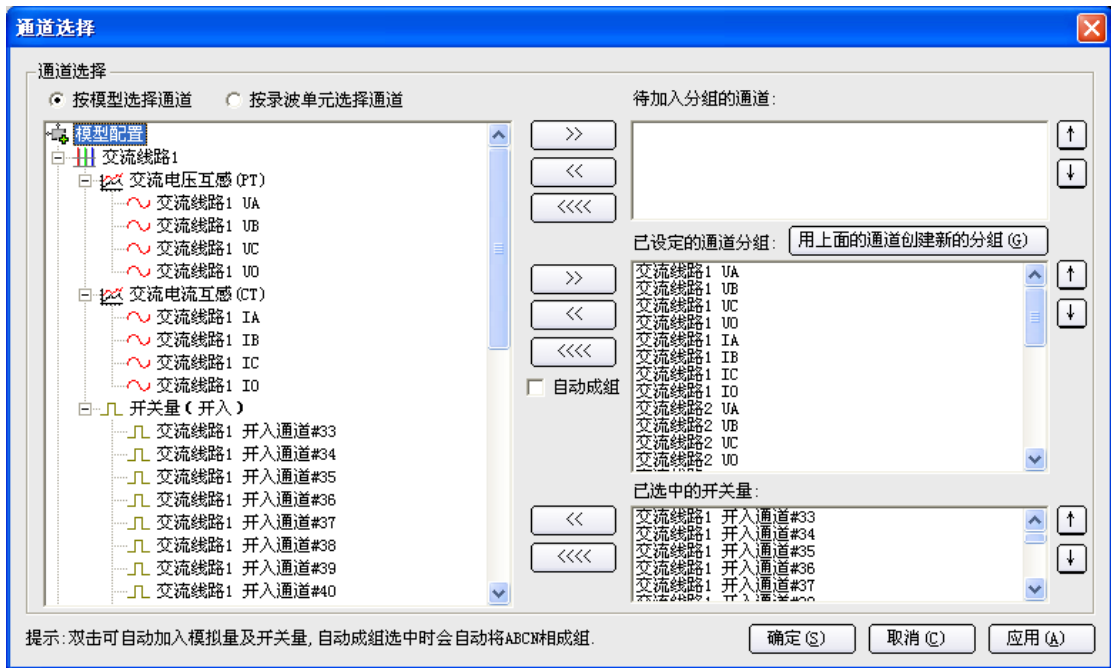 通道选择
通道选择
按模型选择通道
按录波单元选择通道
模型配置
交流线路1
交流电压互感(PT)
交流线路1 UA
交流线路1 UB
交流线路1 UC
交流线路1 U0
交流电流互感(CT)
交流线路1 IA
交流线路1 IB
交流线路1 IC
交流线路1 I0
开关量(开入)
交流线路1 开入通道#33
交流线路1 开入通道#34
交流线路1 开入通道#35
交流线路1 开入通道#36
交流线路1 开入通道#37
交流线路1 开入通道#38
交流线路1 开入通道#39
交流线路1 开入通道#40
>>
<<
<<<<
>>
<<
<<<<
自动成组
<<
<<<<
待加入分组的通道:
↑
↓
已设定的通道分组:
用上面的通道创建新的分组(G)
交流线路1 UA
交流线路1 UB
交流线路1 UC
交流线路1 U0
交流线路1 IA
交流线路1 IB
交流线路1 IC
交流线路1 I0
交流线路2 UA
交流线路2 UB
交流线路2 UC
交流线路2 U0
↑
↓
已选中的开关量:
交流线路1 开入通道#33
交流线路1 开入通道#34
交流线路1 开入通道#35
交流线路1 开入通道#36
交流线路1 开入通道#37
↑
↓
提示:双击可自动加入模拟量及开关量,自动成组选中时会自动将ABCN相成组.
确定(S)
取消(C)
应用(A)